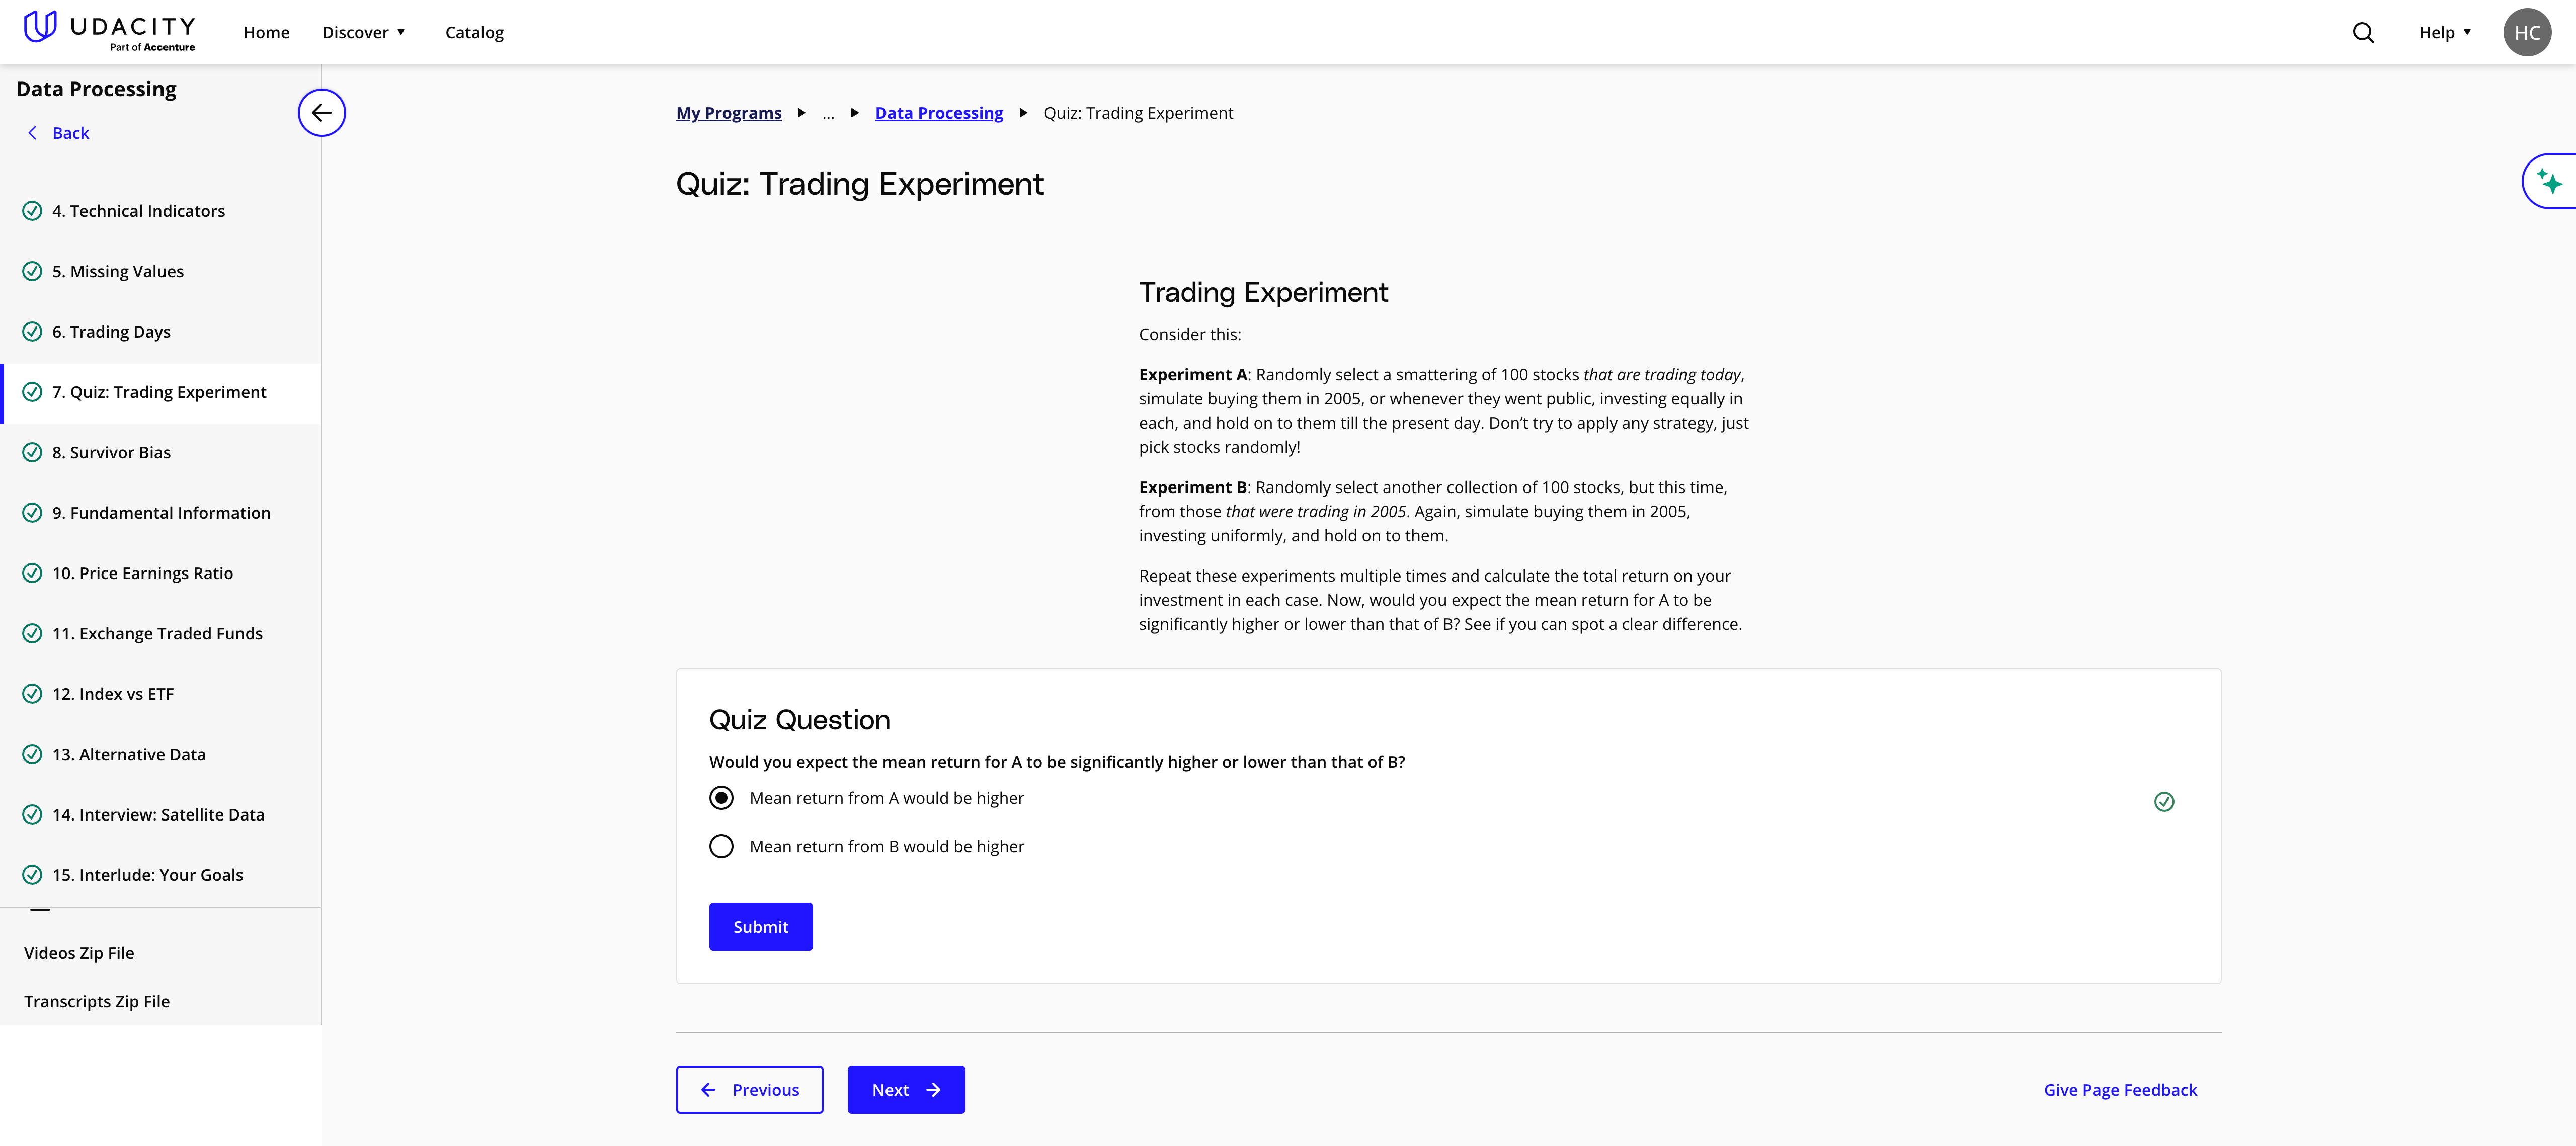 UDACITY
Part of Accenture
Home
Discover
Catalog
Help
HC
Data Processing
Back
4. Technical Indicators
5. Missing Values
6. Trading Days
7. Quiz: Trading Experiment
8. Survivor Bias
9. Fundamental Information
10. Price Earnings Ratio
11. Exchange Traded Funds
12. Index vs ETF
13. Alternative Data
14. Interview: Satellite Data
15. Interlude: Your Goals
Videos Zip File
Transcripts Zip File
My Programs ... Data Processing Quiz: Trading Experiment
Quiz: Trading Experiment
Trading Experiment
Consider this:
Experiment A: Randomly select a smattering of 100 stocks that are trading today,
simulate buying them in 2005, or whenever they went public, investing equally in
each, and hold on to them till the present day. Don't try to apply any strategy, just
pick stocks randomly!
Experiment B: Randomly select another collection of 100 stocks, but this time,
from those that were trading in 2005. Again, simulate buying them in 2005,
investing uniformly, and hold on to them.
Repeat these experiments multiple times and calculate the total return on your
investment in each case. Now, would you expect the mean return for A to be
significantly higher or lower than that of B? See if you can spot a clear difference.
Quiz Question
Would you expect the mean return for A to be significantly higher or lower than that of B?
Mean return from A would be higher
Mean return from B would be higher
Submit
Previous
Next
Give Page Feedback